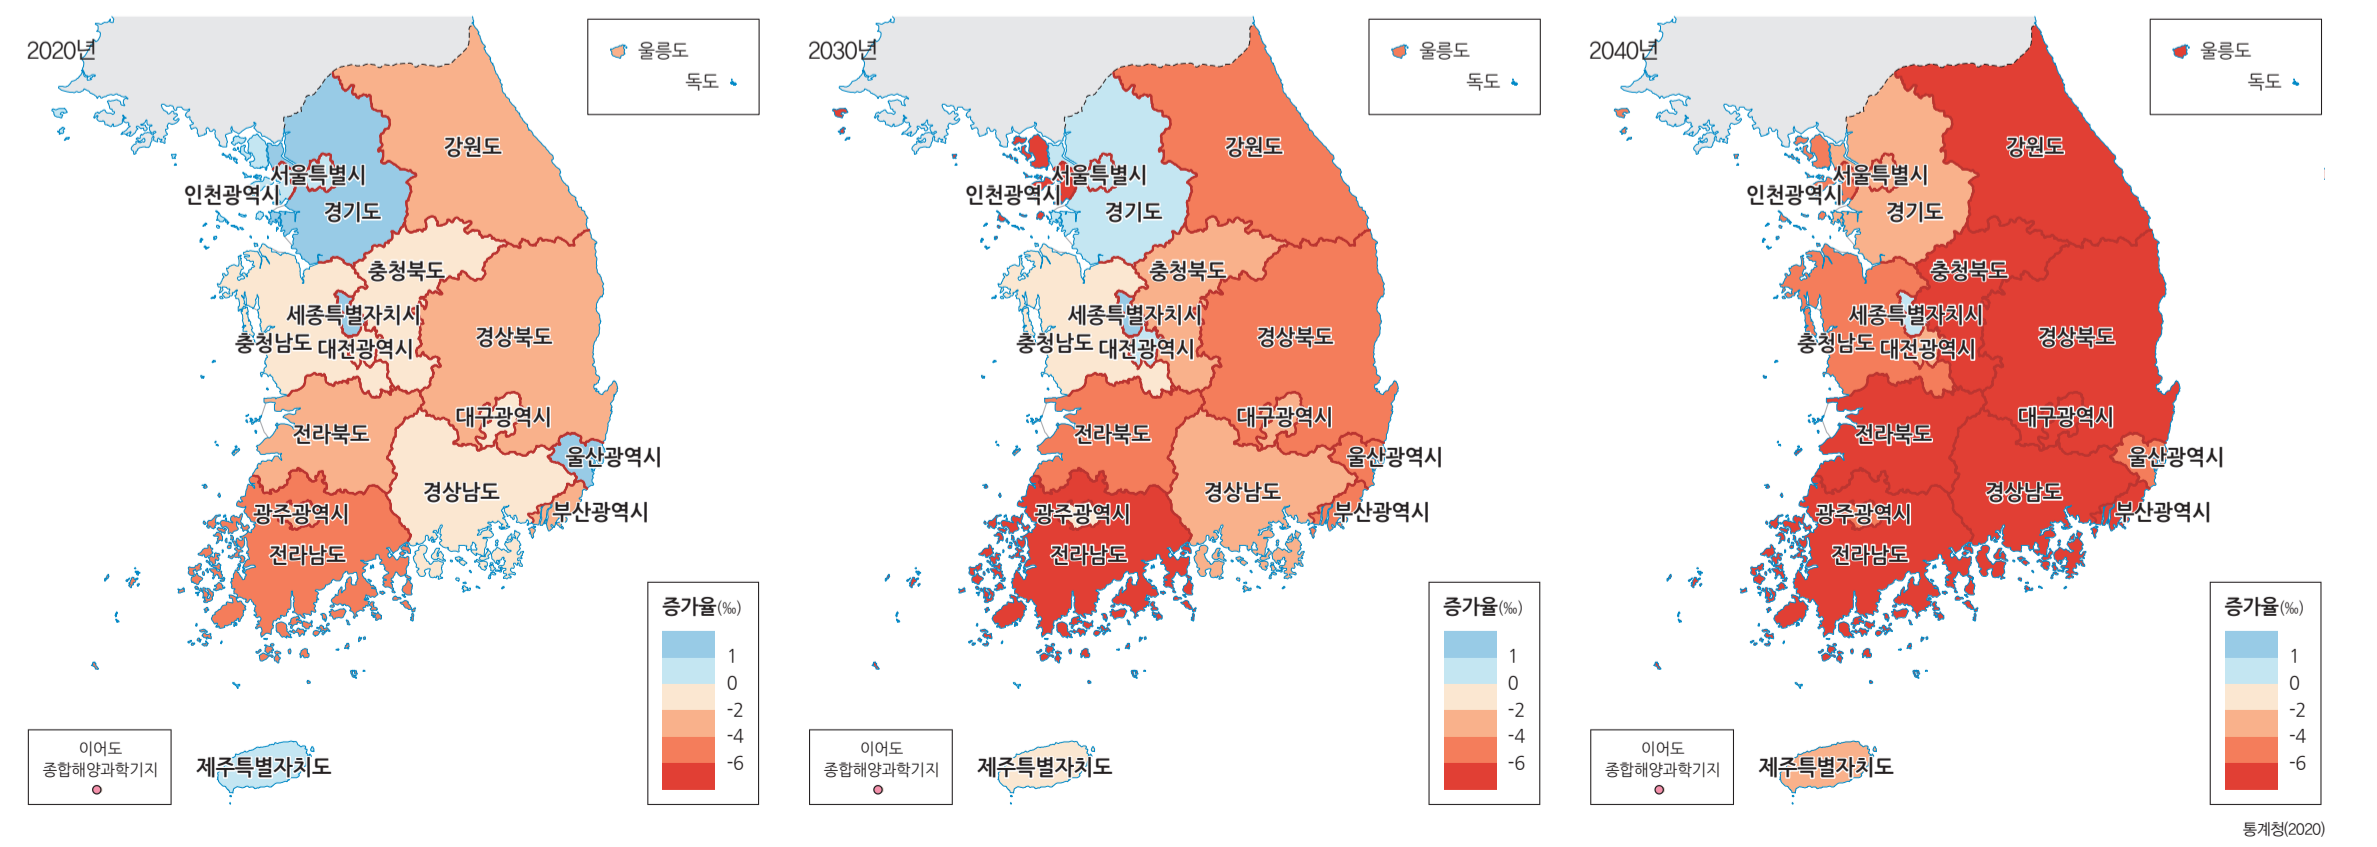 2020년
울릉도
독도
강원도
서울특별시
인천광역시
경기도
충청북도
세종특별자치시
충청남도
대전광역시
경상북도
대구광역시
전라북도
울산광역시
경상남도
광주광역시
부산광역시
전라남도
증가율(‰)
1
0
-2
-4
-6
이어도
종합해양과학기지
제주특별자치도
2030년
울릉도
독도
강원도
서울특별시
인천광역시
경기도
충청북도
세종특별자치시
충청남도
대전광역시
경상북도
대구광역시
전라북도
울산광역시
경상남도
광주광역시
부산광역시
전라남도
증가율(‰)
1
0
-2
-4
-6
이어도
종합해양과학기지
제주특별자치도
2040년
울릉도
독도
강원도
서울특별시
인천광역시
경기도
충청북도
세종특별자치시
충청남도
대전광역시
경상북도
대구광역시
전라북도
울산광역시
경상남도
광주광역시
부산광역시
전라남도
증가율(‰)
1
0
-2
-4
-6
이어도
종합해양과학기지
제주특별자치도
통계청(2020)